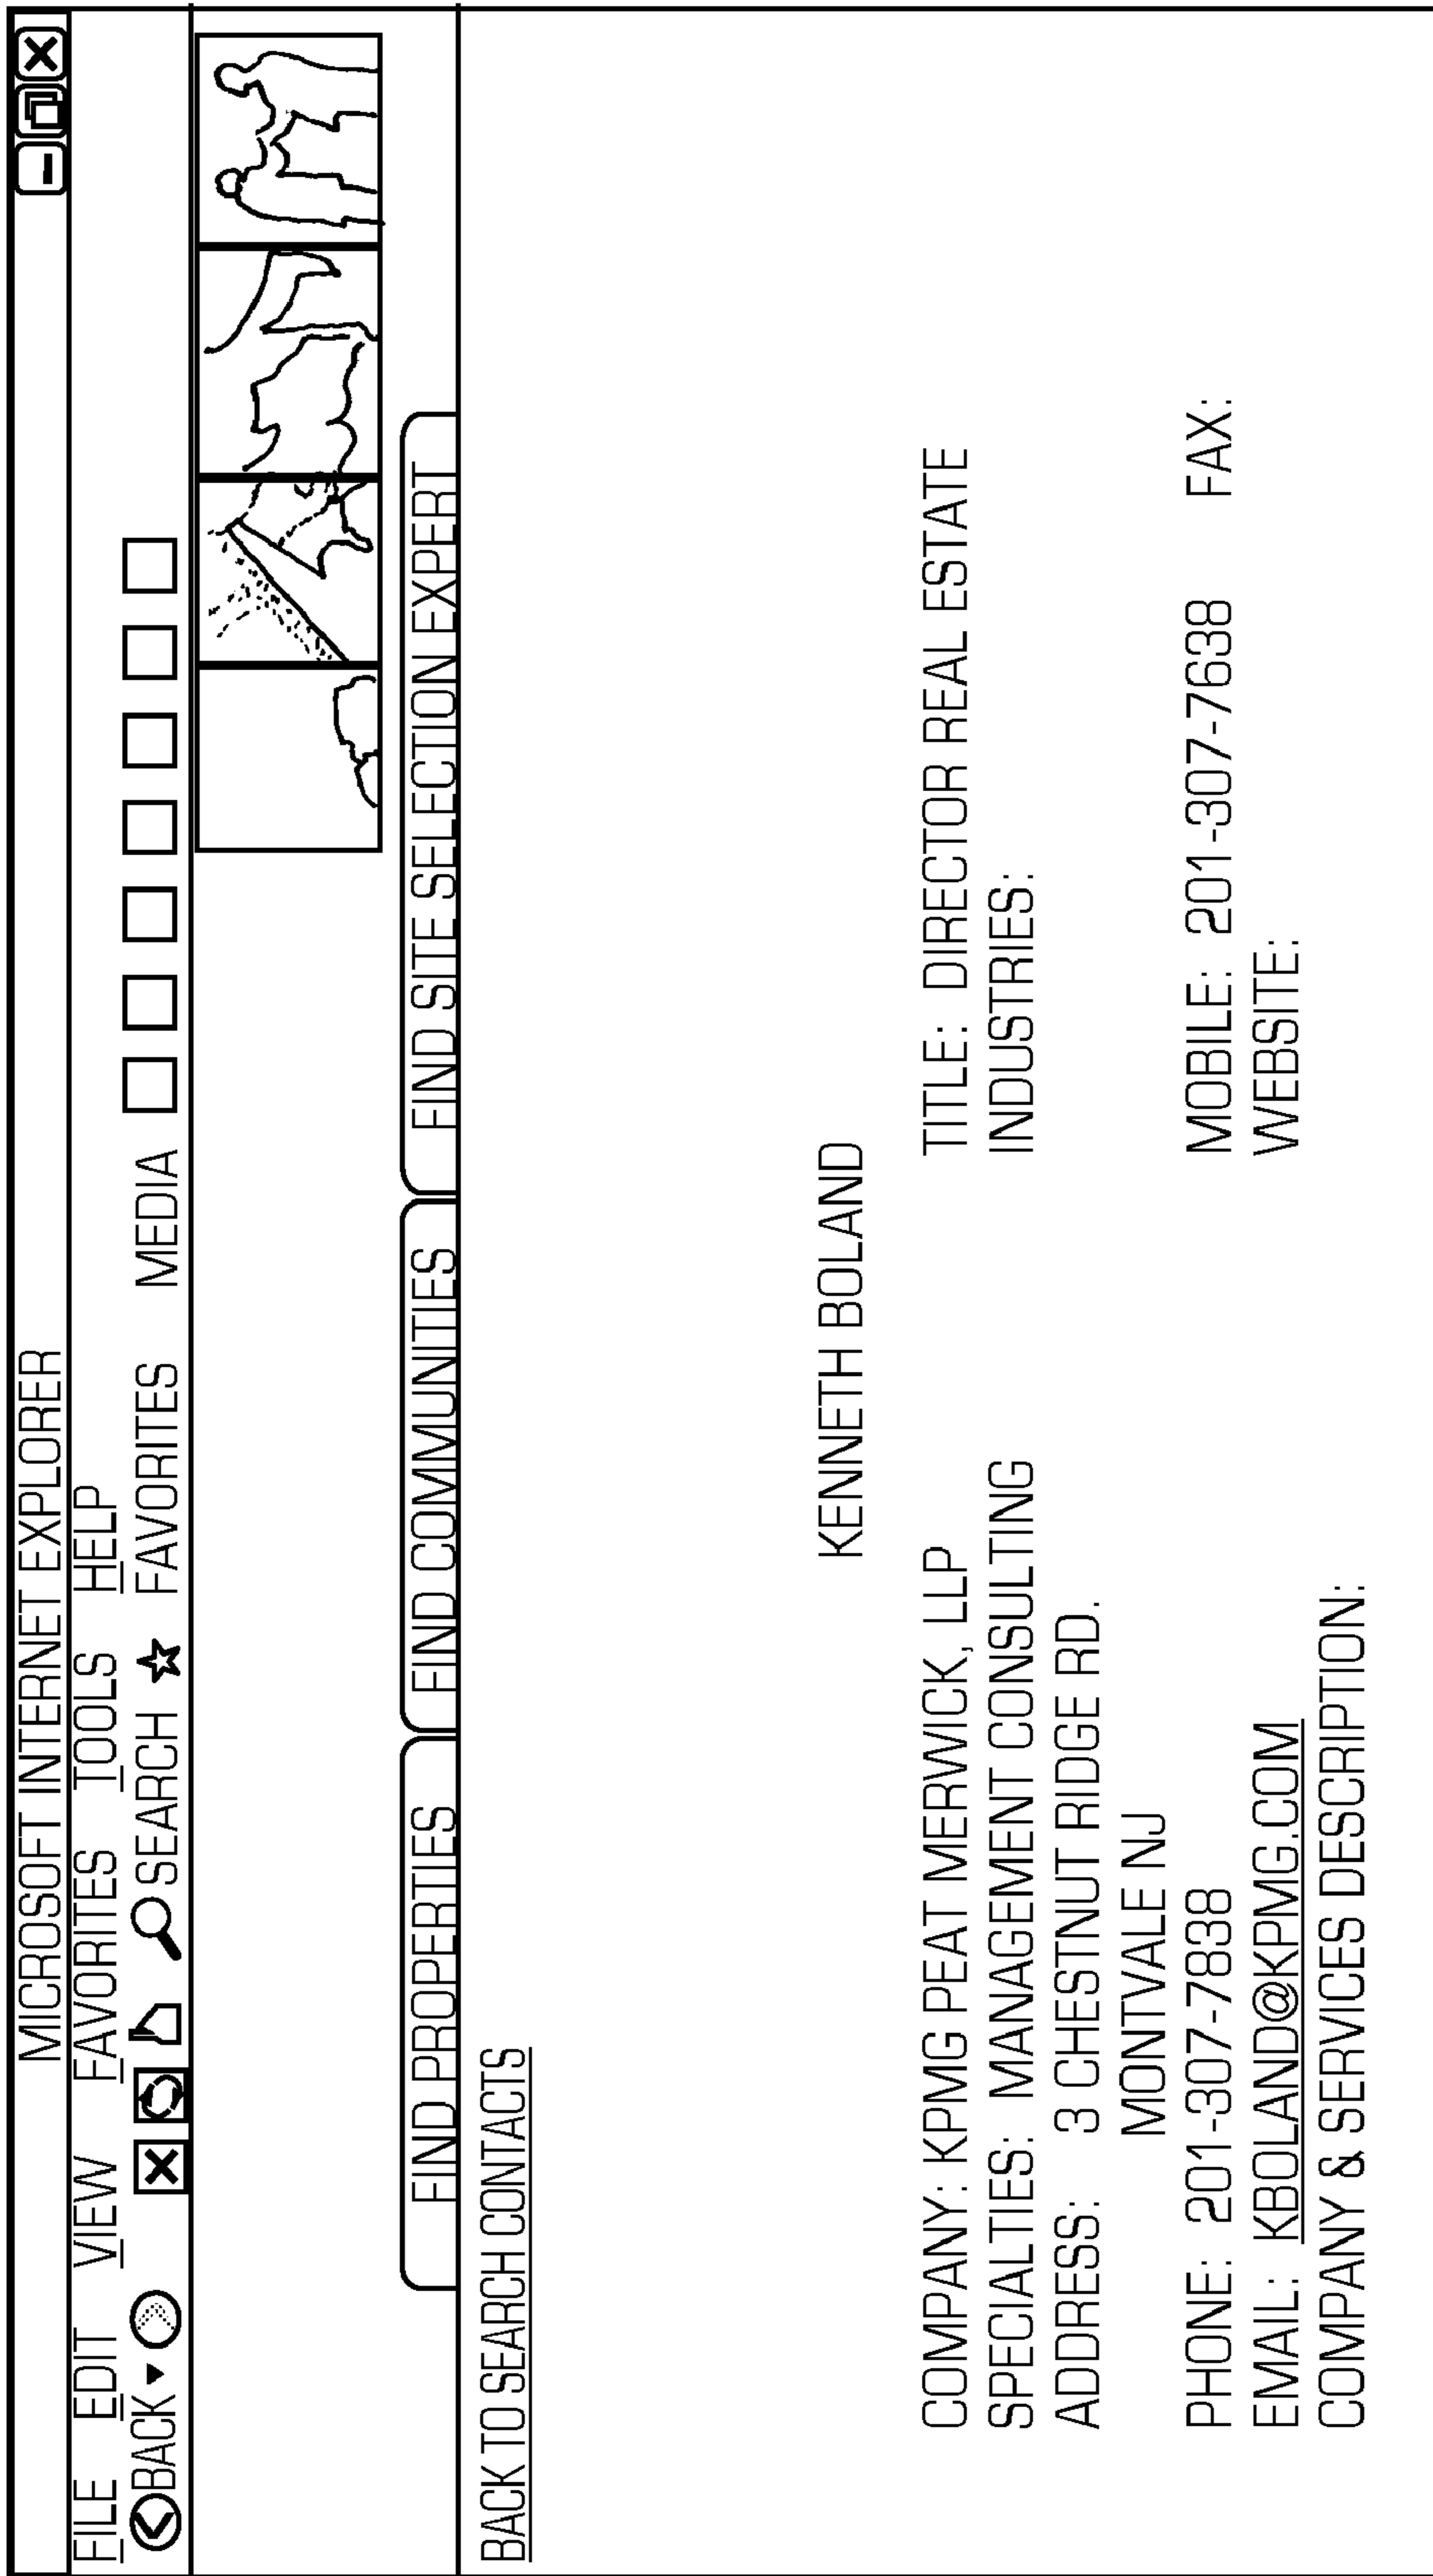 MICROSOFT INTERNET EXPLORER
FILE EDIT VIEW FAVORITES TOOLS HELP
BACK SEARCH FAVORITES MEDIA
FIND PROPERTIES FIND COMMUNITIES FIND SITE SELECTION EXPERT
BACK TO SEARCH CONTACTS
KENNETH BOLAND
COMPANY: KPMG PEAT MERWICK, LLP TITLE: DIRECTOR REAL ESTATE
SPECIALTIES: MANAGEMENT CONSULTING INDUSTRIES:
ADDRESS: 3 CHESTNUT RIDGE RD.
MONTVALE NJ
PHONE: 201-307-7838 MOBILE: 201-307-7638 FAX:
EMAIL: KBOLAND@KPMG.COM WEBSITE:
COMPANY & SERVICES DESCRIPTION: